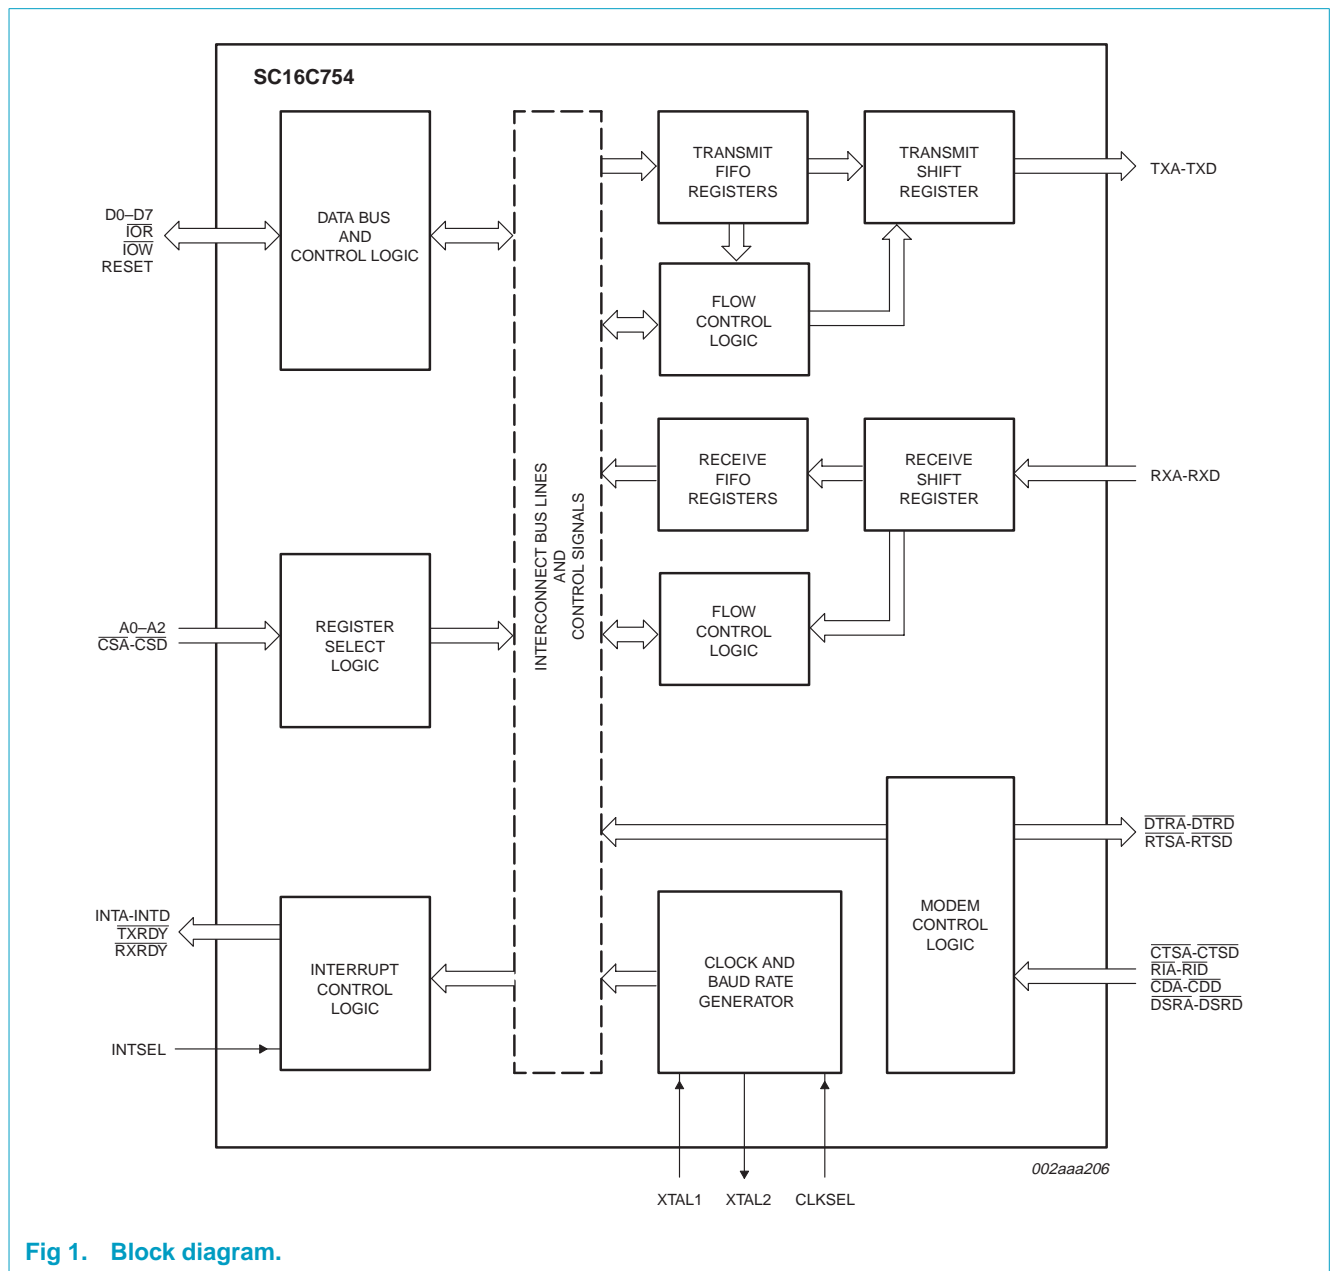 SC16C754
D0–D7
IOR
IOW
RESET
DATA BUS
AND
CONTROL LOGIC
TRANSMIT
FIFO
REGISTERS
TRANSMIT
SHIFT
REGISTER
TXA-TXD
FLOW
CONTROL
LOGIC
INTERCONNECT BUS LINES
AND
CONTROL SIGNALS
RECEIVE
FIFO
REGISTERS
RECEIVE
SHIFT
REGISTER
RXA-RXD
A0–A2
CSA-CSD
REGISTER
SELECT
LOGIC
FLOW
CONTROL
LOGIC
DTRA-DTRD
RTSA-RTSD
MODEM
CONTROL
LOGIC
CTSA-CTSD
RIA-RID
CDA-CDD
DSRA-DSRD
INTA-INTD
TXRDY
RXRDY
INTERRUPT
CONTROL
LOGIC
INTSEL
CLOCK AND
BAUD RATE
GENERATOR
XTAL1 XTAL2 CLKSEL
002aaa206
Fig 1. Block diagram.